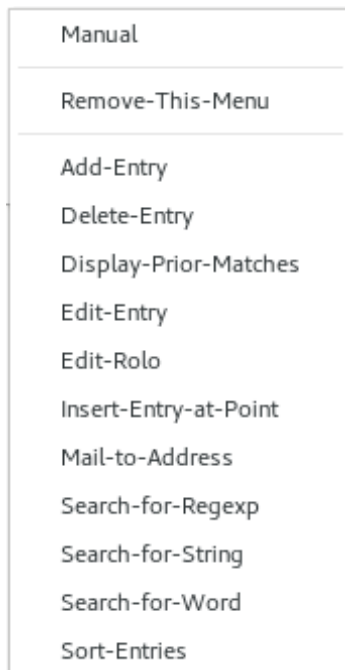 Manual
Remove-This-Menu
Add-Entry
Delete-Entry
Display-Prior-Matches
Edit-Entry
Edit-Rolo
Insert-Entry-at-Point
Mail-to-Address
Search-for-Regexp
Search-for-String
Search-for-Word
Sort-Entries